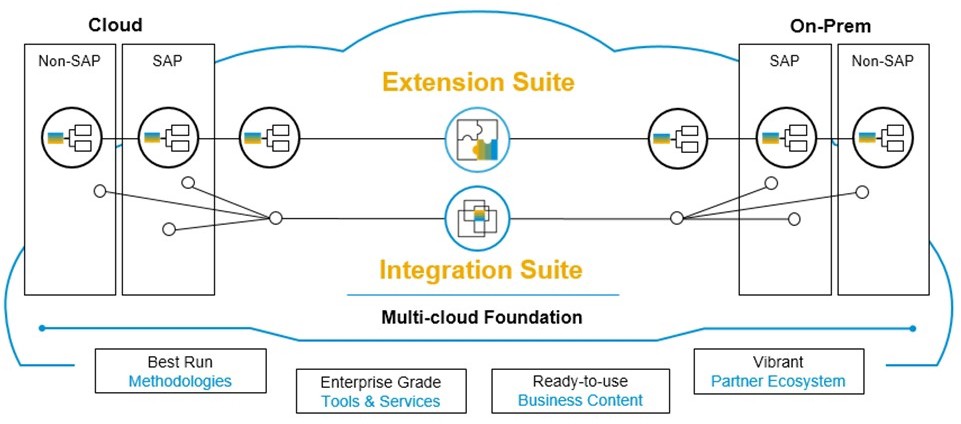 Cloud
On-Prem
Non-SAP
SAP
SAP
Non-SAP
Extension Suite
Integration Suite
Multi-cloud Foundation
Best Run
Methodologies
Enterprise Grade
Tools & Services
Ready-to-use
Business Content
Vibrant
Partner Ecosystem